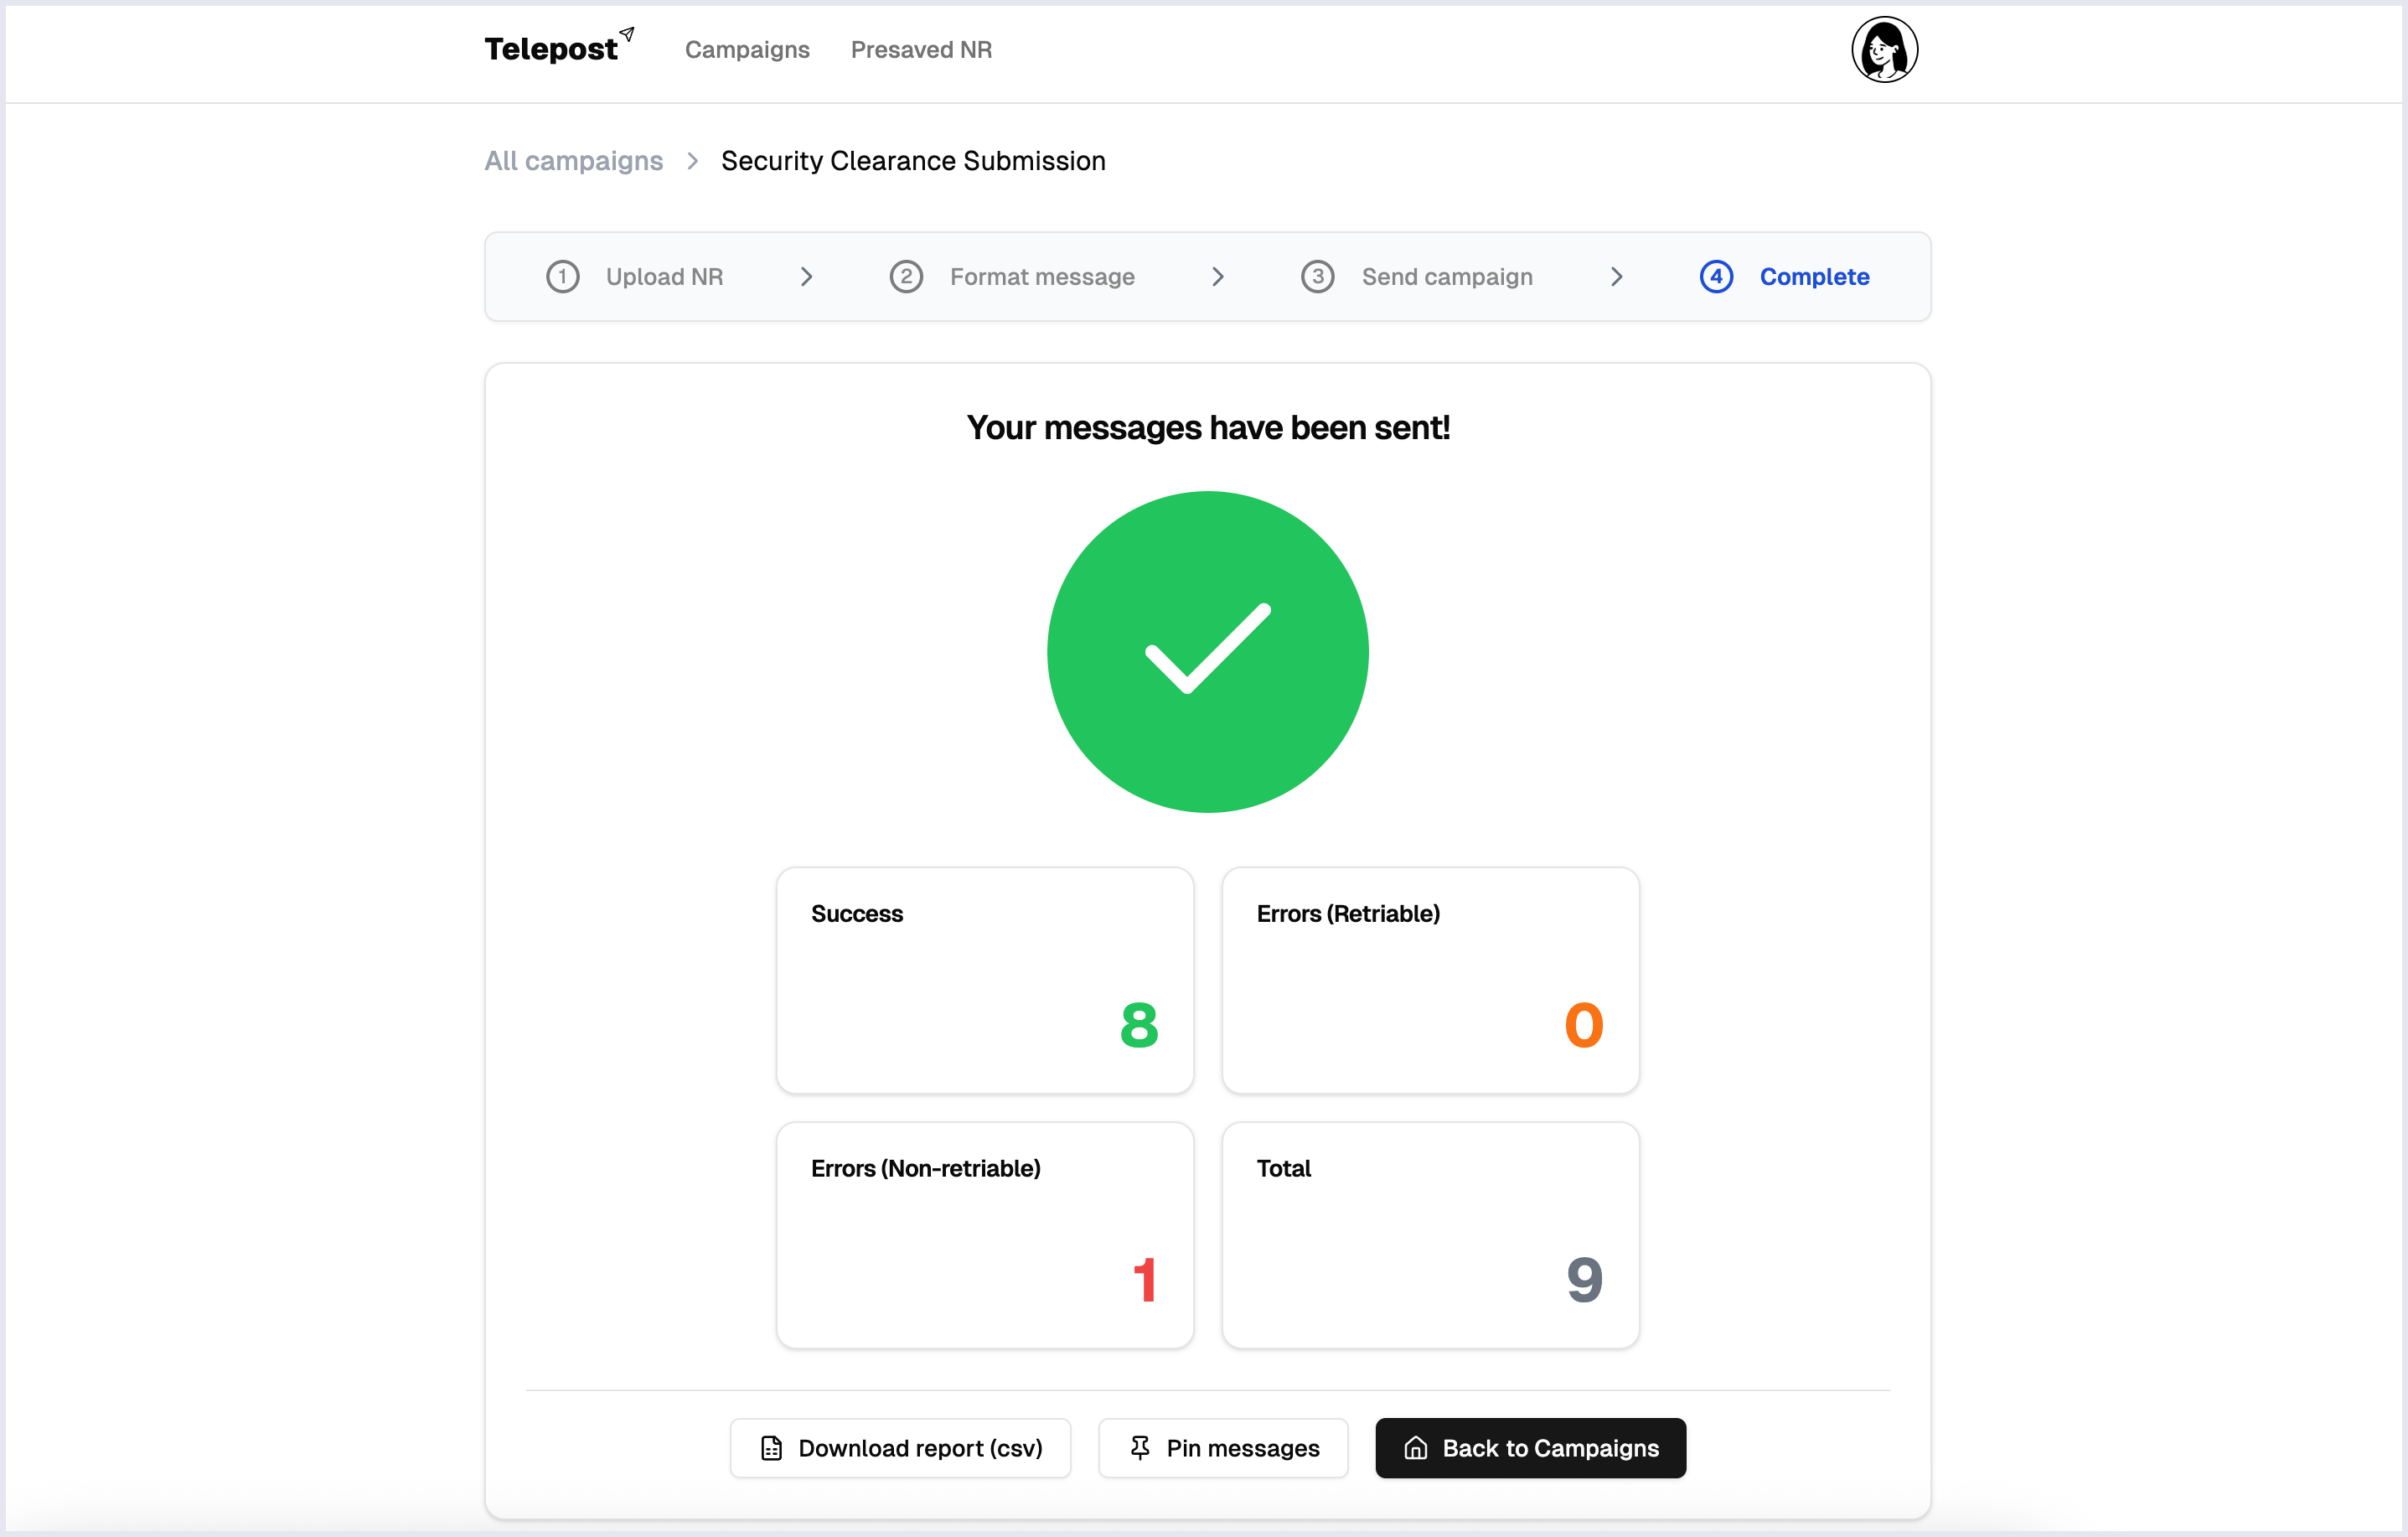 Telepost Campaigns Presaved NR
All campaigns > Security Clearance Submission
1 Upload NR > 2 Format message > 3 Send campaign > 4 Complete
Your messages have been sent!
Success
8
Errors (Retriable)
0
Errors (Non-retriable)
1
Total
9
Download report (csv) Pin messages Back to Campaigns